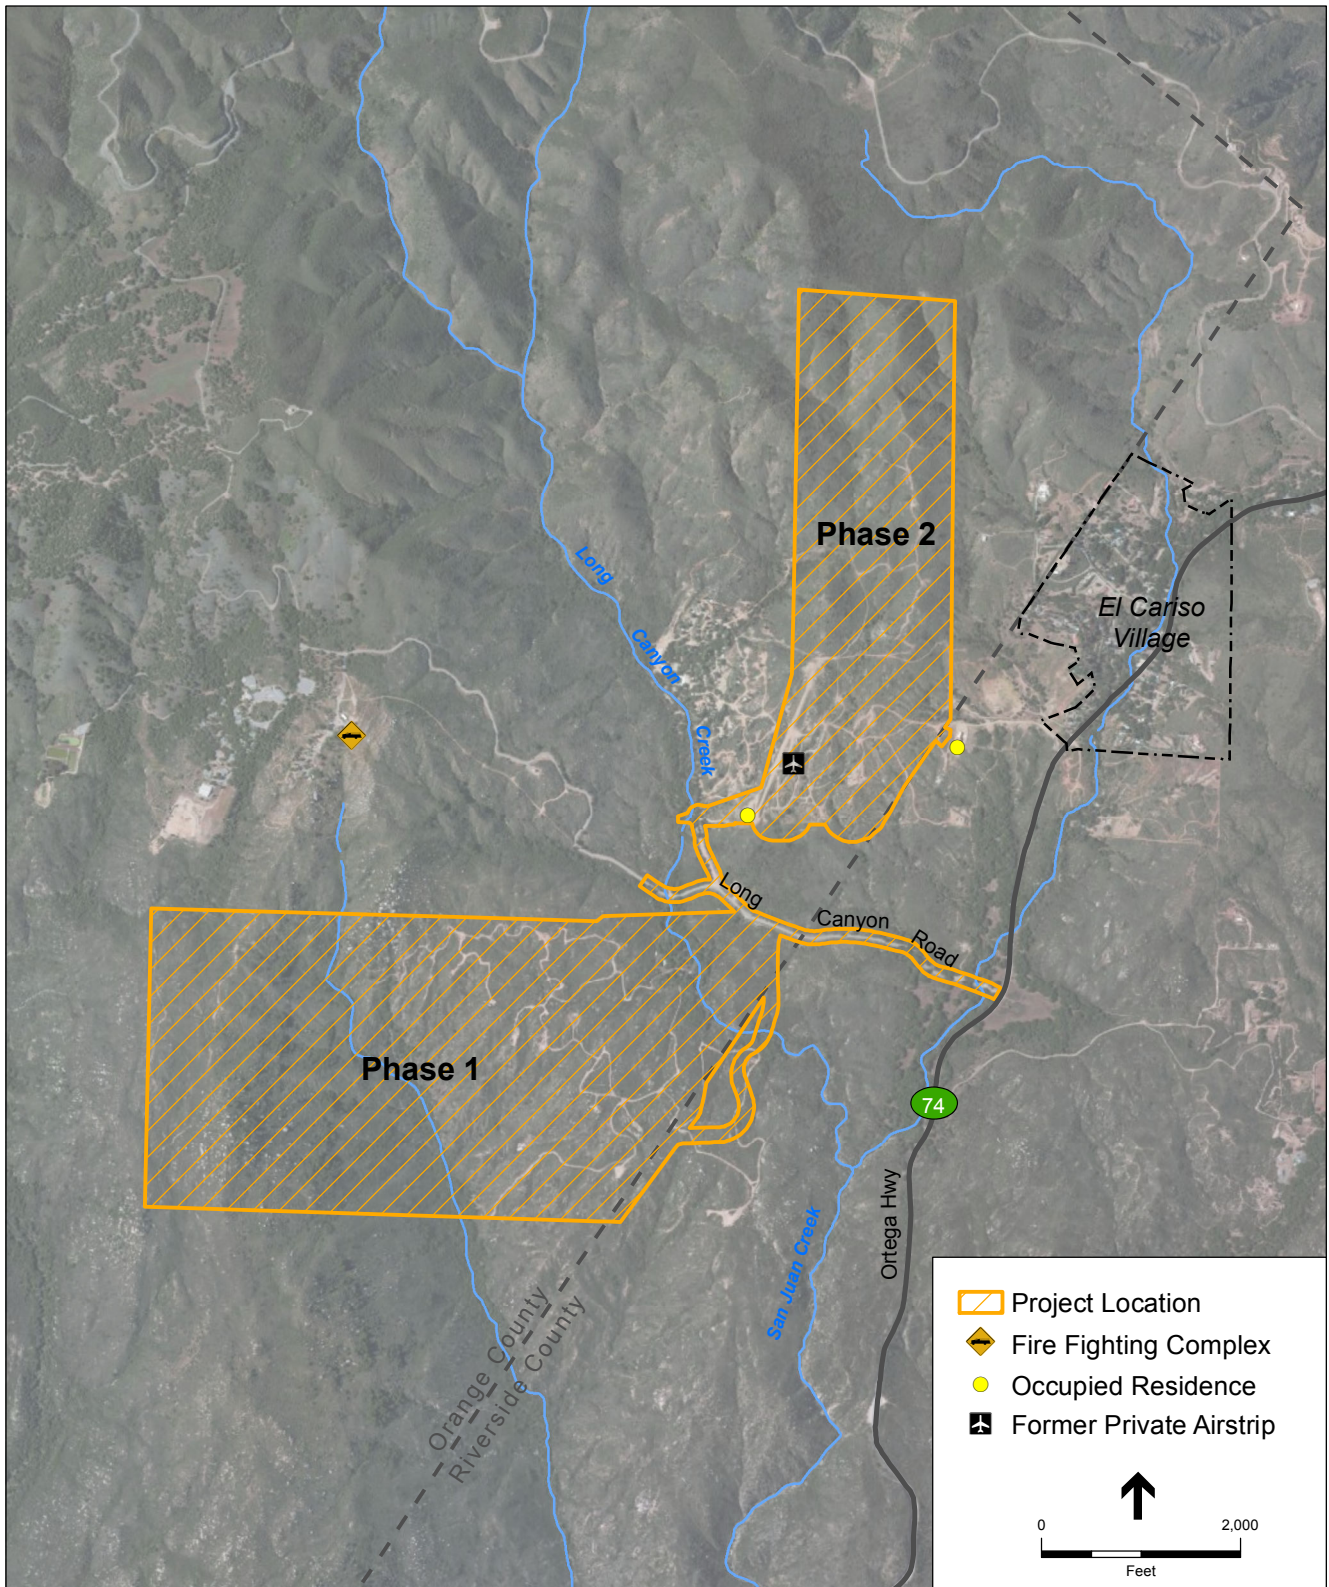 Phase 2
El Cariso
Village
Long
Canyon
Creek
Long
Canyon
Road
Phase 1
74
Ortega Hwy
San Juan Creek
Orange County
Riverside County
Project Location
Fire Fighting Complex
Occupied Residence
Former Private Airstrip
0
2,000
Feet